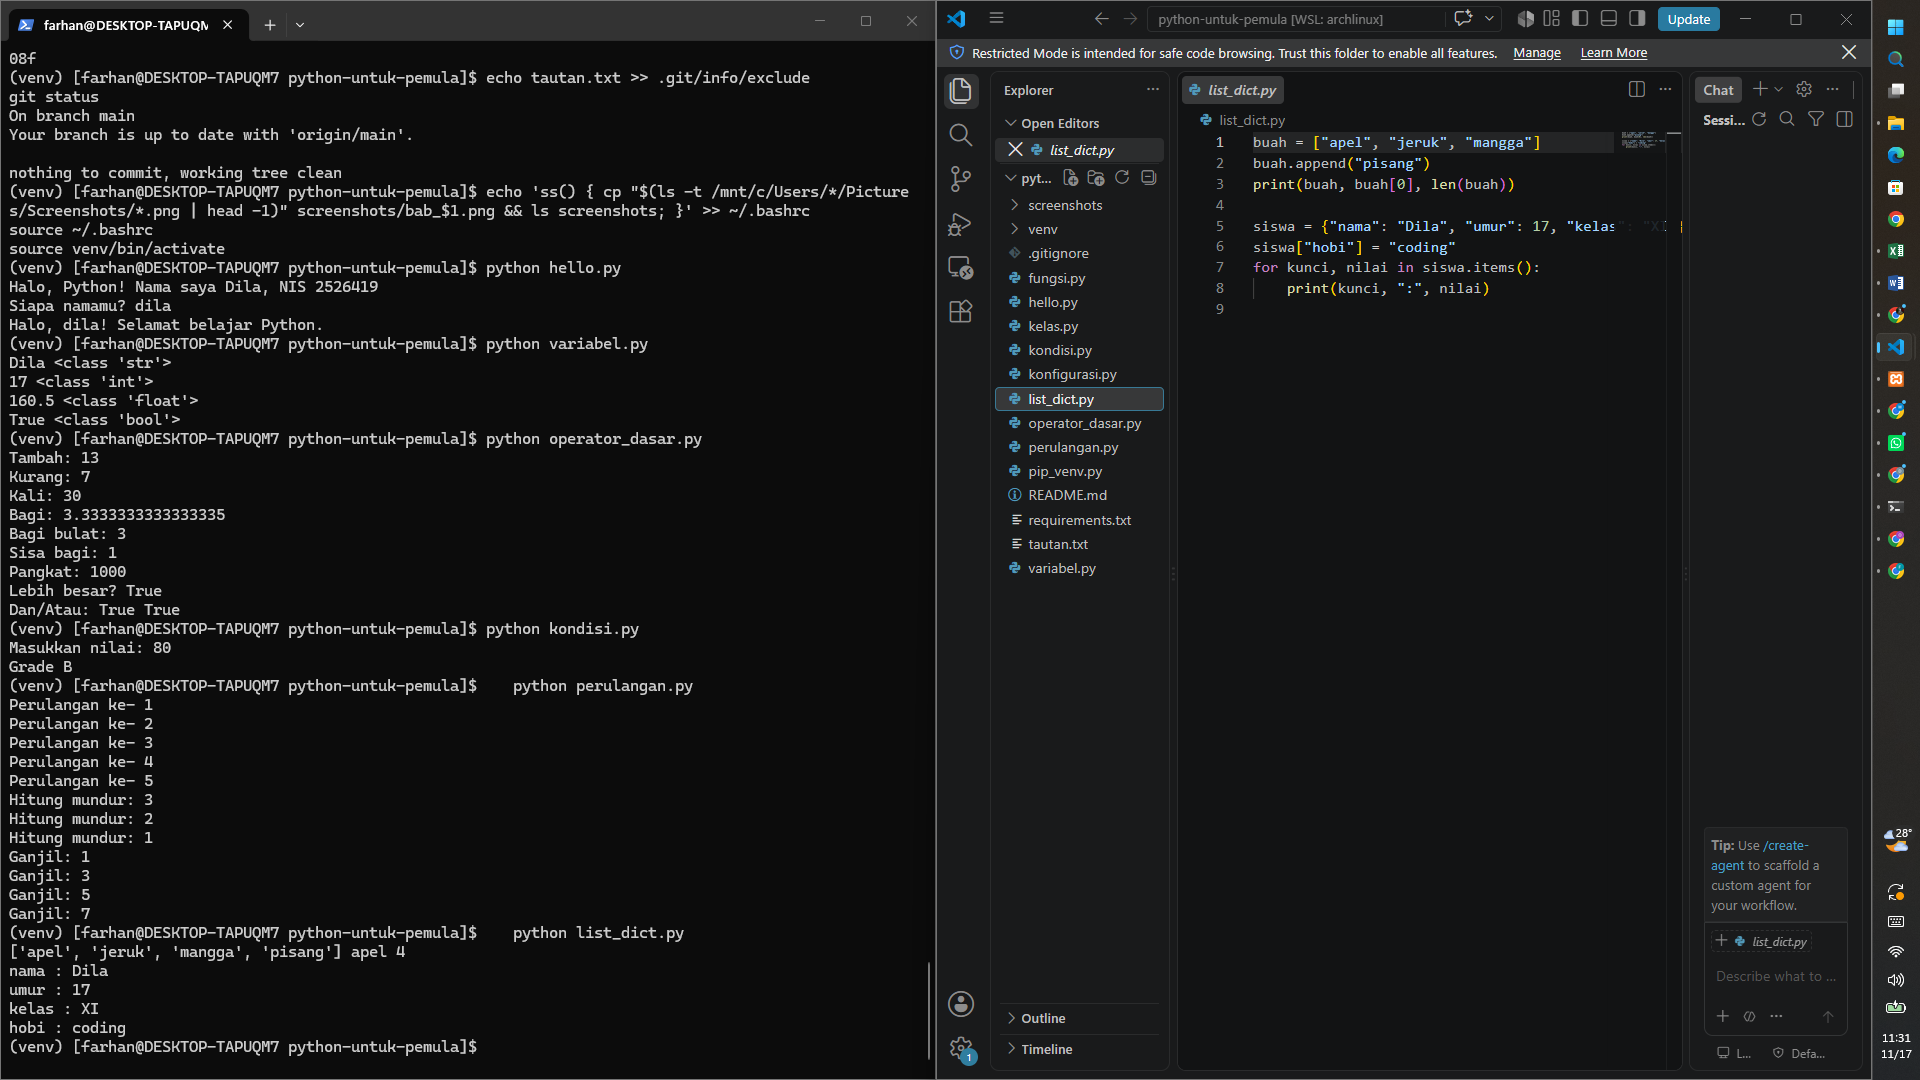 farhan@DESKTOP-TAPUQM
08f
(venv) [farhan@DESKTOP-TAPUQM7 python-untuk-pemula]$ echo tautan.txt >> .git/info/exclude
git status
On branch main
Your branch is up to date with 'origin/main'.
nothing to commit, working tree clean
(venv) [farhan@DESKTOP-TAPUQM7 python-untuk-pemula]$ echo 'ss() { cp "$(ls -t /mnt/c/Users/*/Picture
s/Screenshots/*.png | head -1)" screenshots/bab_$1.png && ls screenshots; }' >> ~/.bashrc
source ~/.bashrc
source venv/bin/activate
(venv) [farhan@DESKTOP-TAPUQM7 python-untuk-pemula]$ python hello.py
Halo, Python! Nama saya Dila, NIS 2526419
Siapa namamu? dila
Halo, dila! Selamat belajar Python.
(venv) [farhan@DESKTOP-TAPUQM7 python-untuk-pemula]$ python variabel.py
Dila <class 'str'>
17 <class 'int'>
160.5 <class 'float'>
True <class 'bool'>
(venv) [farhan@DESKTOP-TAPUQM7 python-untuk-pemula]$ python operator_dasar.py
Tambah: 13
Kurang: 7
Kali: 30
Bagi: 3.3333333333333335
Bagi bulat: 3
Sisa bagi: 1
Pangkat: 1000
Lebih besar? True
Dan/Atau: True True
(venv) [farhan@DESKTOP-TAPUQM7 python-untuk-pemula]$ python kondisi.py
Masukkan nilai: 80
Grade B
(venv) [farhan@DESKTOP-TAPUQM7 python-untuk-pemula]$    python perulangan.py
Perulangan ke- 1
Perulangan ke- 2
Perulangan ke- 3
Perulangan ke- 4
Perulangan ke- 5
Hitung mundur: 3
Hitung mundur: 2
Hitung mundur: 1
Ganjil: 1
Ganjil: 3
Ganjil: 5
Ganjil: 7
(venv) [farhan@DESKTOP-TAPUQM7 python-untuk-pemula]$    python list_dict.py
['apel', 'jeruk', 'mangga', 'pisang'] apel 4
nama : Dila
umur : 17
kelas : XI
hobi : coding
(venv) [farhan@DESKTOP-TAPUQM7 python-untuk-pemula]$
python-untuk-pemula [WSL: archlinux]
Update
Restricted Mode is intended for safe code browsing. Trust this folder to enable all features. Manage Learn More
Explorer
Open Editors
list_dict.py
pyt...
screenshots
venv
.gitignore
fungsi.py
hello.py
kelas.py
kondisi.py
konfigurasi.py
list_dict.py
operator_dasar.py
perulangan.py
pip_venv.py
README.md
requirements.txt
tautan.txt
variabel.py
Outline
Timeline
1
list_dict.py
list_dict.py
1 buah = ["apel", "jeruk", "mangga"]
2 buah.append("pisang")
3 print(buah, buah[0], len(buah))
4
5 siswa = {"nama": "Dila", "umur": 17, "kelas": "XI
6 siswa["hobi"] = "coding"
7 for kunci, nilai in siswa.items():
8     print(kunci, ":", nilai)
9
Chat
Sessi...
Tip: Use /create-
agent to scaffold a
custom agent for
your workflow.
list_dict.py
Describe what to ...
L...
Defa...
28°
11:31
11/17